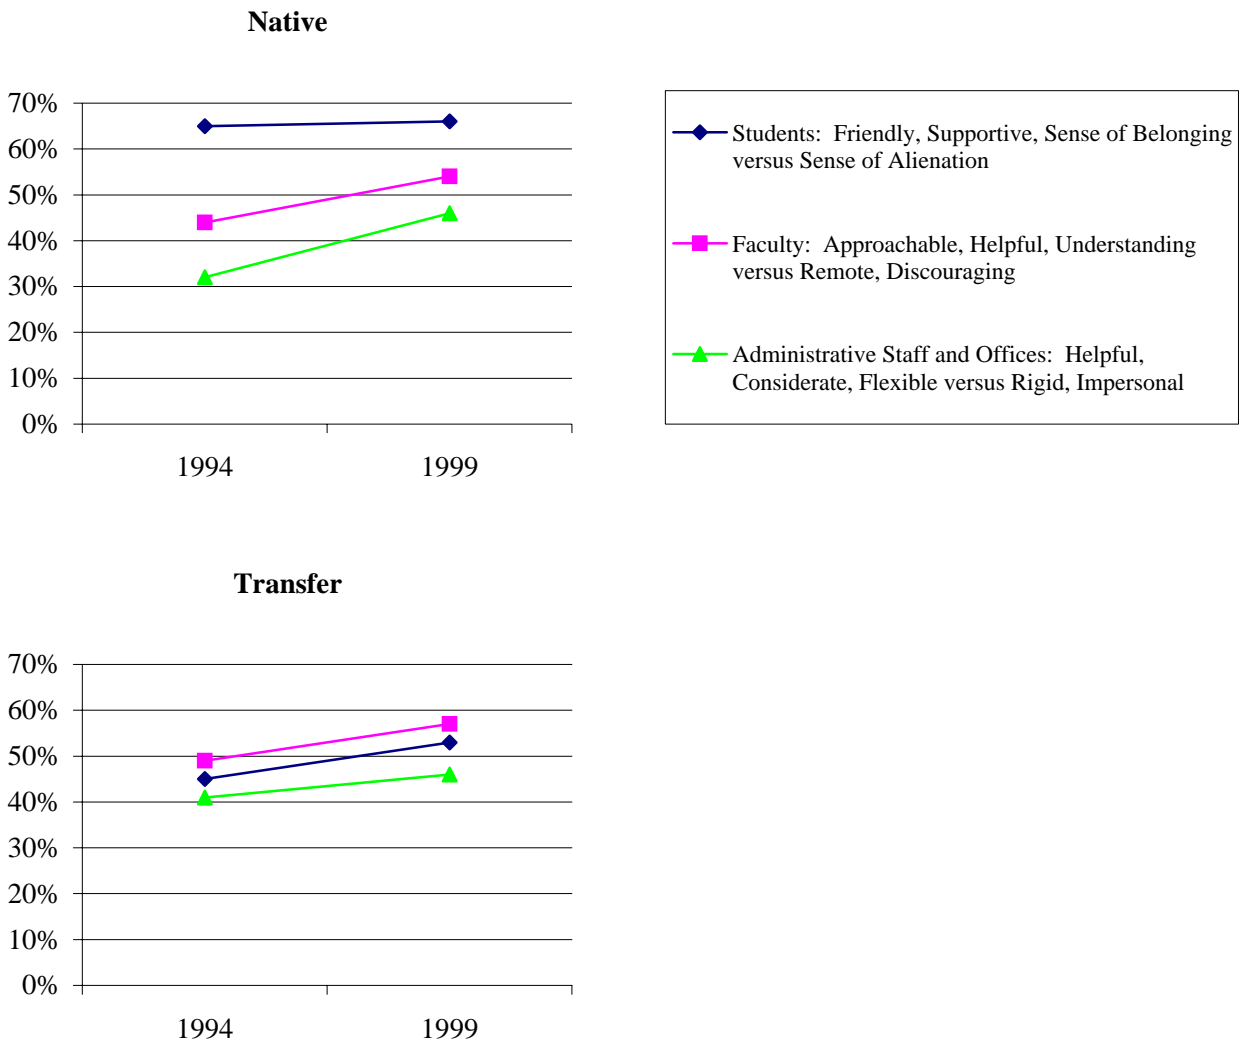 Native
70%
60%
50%
40%
30%
20%
10%
0%
1994 1999
Students: Friendly, Supportive, Sense of Belonging
versus Sense of Alienation
Faculty: Approachable, Helpful, Understanding
versus Remote, Discouraging
Administrative Staff and Offices: Helpful,
Considerate, Flexible versus Rigid, Impersonal
Transfer
70%
60%
50%
40%
30%
20%
10%
0%
1994 1999